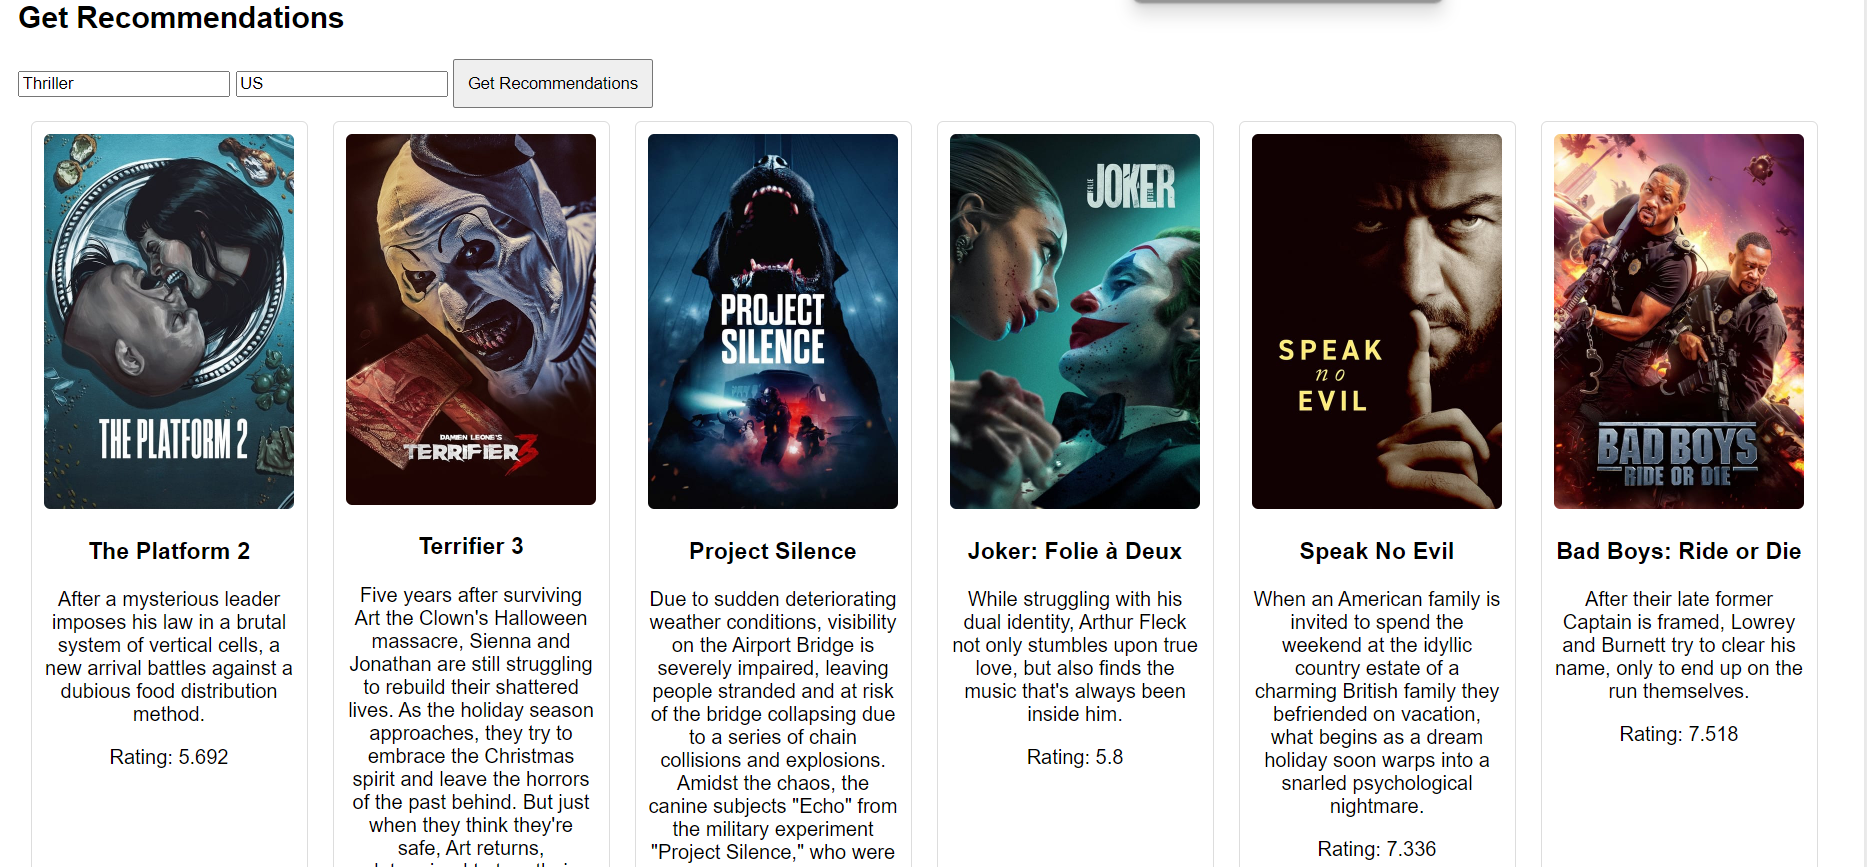 Get Recommendations
Thriller
US
Get Recommendations
THE PLATFORM 2
The Platform 2
After a mysterious leader
imposes his law in a brutal
system of vertical cells, a
new arrival battles against a
dubious food distribution
method.
Rating: 5.692
DAMIEN LEONE'S
TERRIFIER 3
Terrifier 3
Five years after surviving
Art the Clown's Halloween
massacre, Sienna and
Jonathan are still struggling
to rebuild their shattered
lives. As the holiday season
approaches, they try to
embrace the Christmas
spirit and leave the horrors
of the past behind. But just
when they think they're
safe, Art returns,
PROJECT
SILENCE
Project Silence
Due to sudden deteriorating
weather conditions, visibility
on the Airport Bridge is
severely impaired, leaving
people stranded and at risk
of the bridge collapsing due
to a series of chain
collisions and explosions.
Amidst the chaos, the
canine subjects "Echo" from
the military experiment
"Project Silence," who were
JOKER
FOLIE
Joker: Folie à Deux
While struggling with his
dual identity, Arthur Fleck
not only stumbles upon true
love, but also finds the
music that's always been
inside him.
Rating: 5.8
SPEAK
no
EVIL
Speak No Evil
When an American family is
invited to spend the
weekend at the idyllic
country estate of a
charming British family they
befriended on vacation,
what begins as a dream
holiday soon warps into a
snarled psychological
nightmare.
Rating: 7.336
BAD BOYS
RIDE OR DIE
Bad Boys: Ride or Die
After their late former
Captain is framed, Lowrey
and Burnett try to clear his
name, only to end up on the
run themselves.
Rating: 7.518